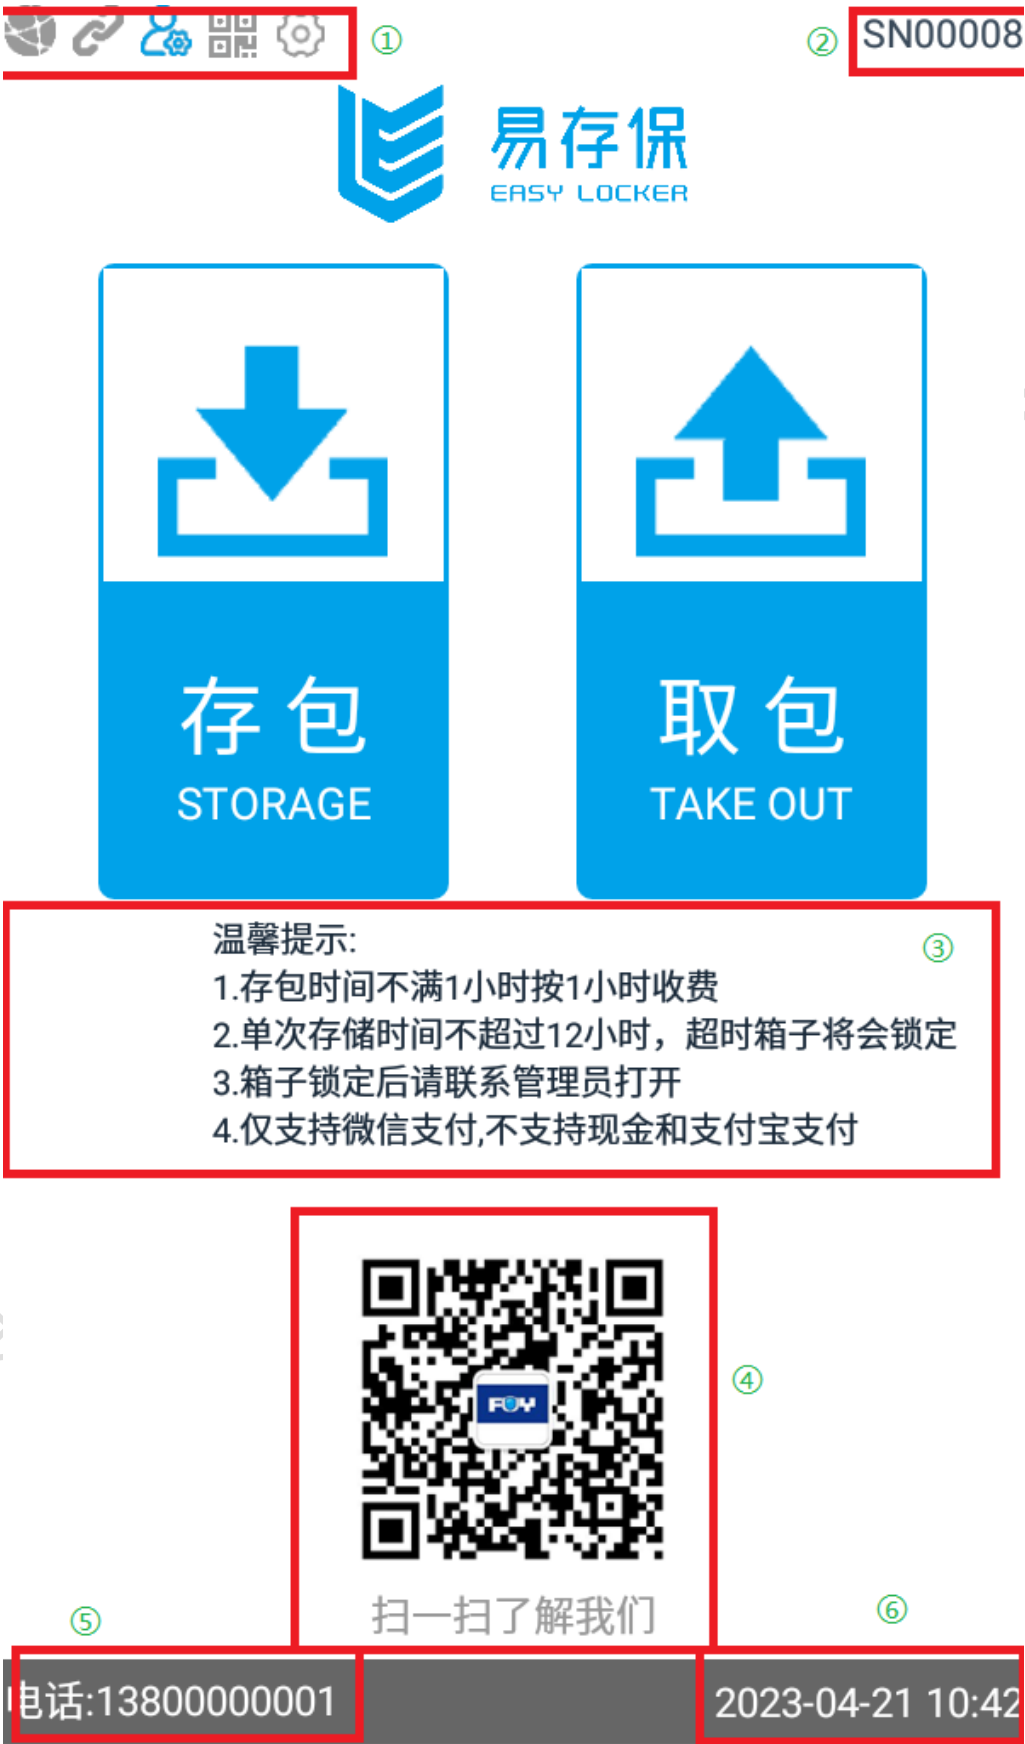 ①
②
SN00008
易存保
EASY LOCKER
存包
STORAGE
取包
TAKE OUT
③
温馨提示:
1.存包时间不满1小时按1小时收费
2.单次存储时间不超过12小时，超时箱子将会锁定
3.箱子锁定后请联系管理员打开
4.仅支持微信支付,不支持现金和支付宝支付
FUY
④
扫一扫了解我们
⑤
⑥
电话:13800000001
2023-04-21 10:42